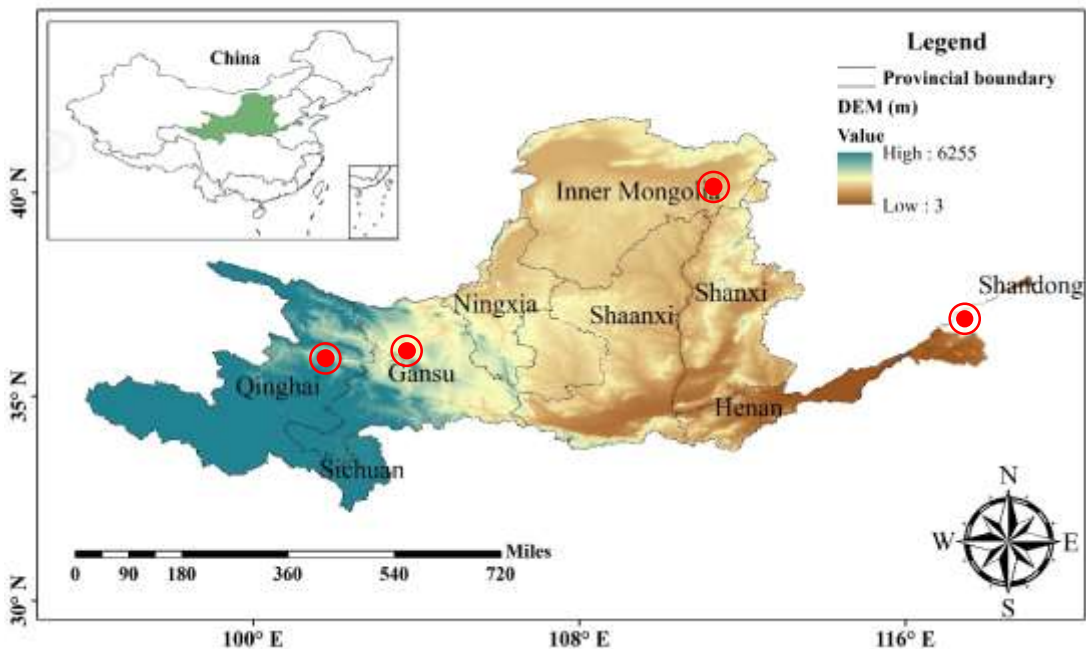 China
Legend
Provincial boundary
DEM (m)
Value
High : 6255
Low : 3
40° N
35° N
30° N
Inner Mongolia
Shandong
Ningxia
Shanxi
Shaanxi
Gansu
Qinghai
Henan
Sichuan
N
W E
S
Miles
0 90 180 360 540 720
100° E 108° E 116° E